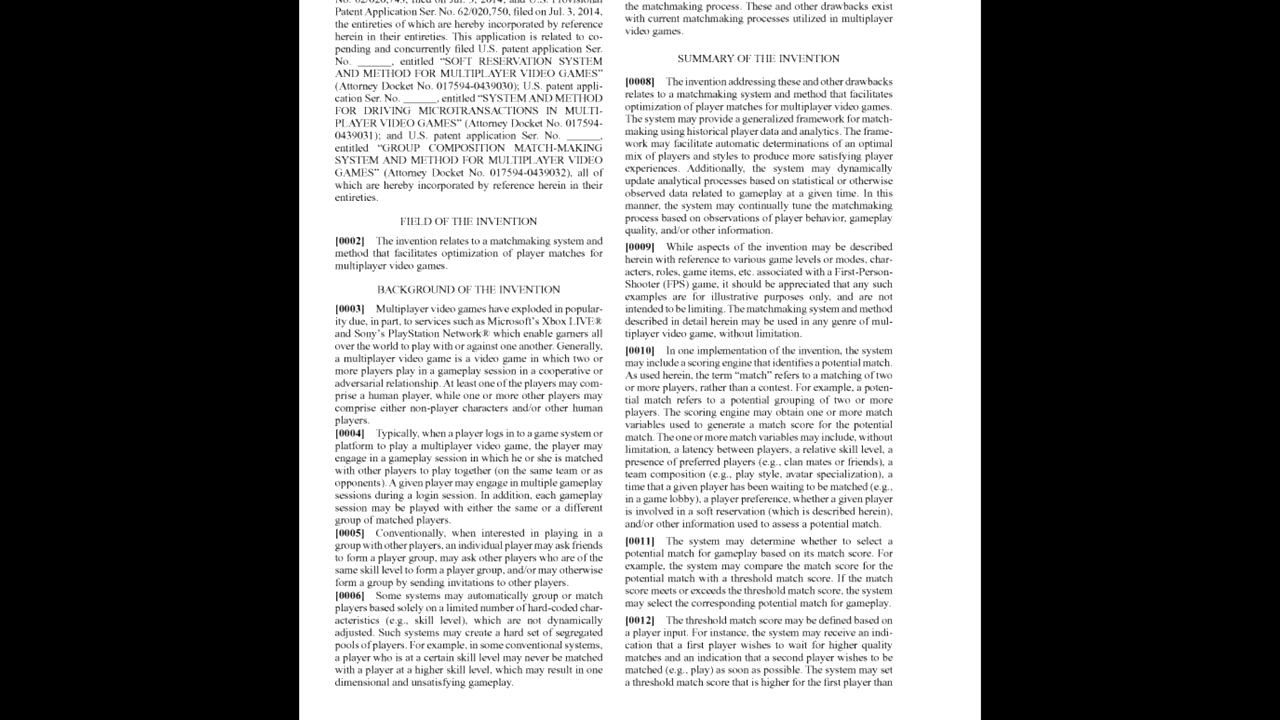 No. 62/020,743, filed on Jul. 3, 2014, and U.S. Provisional
Patent Application Ser. No. 62/020,750, filed on Jul. 3, 2014,
the entireties of which are hereby incorporated by reference
herein in their entireties. This application is related to co-
pending and concurrently filed U.S. patent application Ser.
No. ______, entitled “SOFT RESERVATION SYSTEM
AND METHOD FOR MULTIPLAYER VIDEO GAMES”
(Attorney Docket No. 017594-0439030); U.S. patent appli-
cation Ser. No. ______, entitled “SYSTEM AND METHOD
FOR DRIVING MICROTRANSACTIONS IN MULTI-
PLAYER VIDEO GAMES” (Attorney Docket No. 017594-
0439031); and U.S. patent application Ser. No. ______,
entitled “GROUP COMPOSITION MATCH-MAKING
SYSTEM AND METHOD FOR MULTIPLAYER VIDEO
GAMES” (Attorney Docket No. 017594-0439032), all of
which are hereby incorporated by reference herein in their
entireties.
FIELD OF THE INVENTION
[0002] The invention relates to a matchmaking system and
method that facilitates optimization of player matches for
multiplayer video games.
BACKGROUND OF THE INVENTION
[0003] Multiplayer video games have exploded in popular-
ity due, in part, to services such as Microsoft's Xbox LIVE®
and Sony's PlayStation Network® which enable gamers all
over the world to play with or against one another. Generally,
a multiplayer video game is a video game in which two or
more players play in a gameplay session in a cooperative or
adversarial relationship. At least one of the players may com-
prise a human player, while one or more other players may
comprise either non-player characters and/or other human
players.
[0004] Typically, when a player logs in to a game system or
platform to play a multiplayer video game, the player may
engage in a gameplay session in which he or she is matched
with other players to play together (on the same team or as
opponents). A given player may engage in multiple gameplay
sessions during a login session. In addition, each gameplay
session may be played with either the same or a different
group of matched players.
[0005] Conventionally, when interested in playing in a
group with other players, an individual player may ask friends
to form a player group, may ask other players who are of the
same skill level to form a player group, and/or may otherwise
form a group by sending invitations to other players.
[0006] Some systems may automatically group or match
players based solely on a limited number of hard-coded char-
acteristics (e.g., skill level), which are not dynamically
adjusted. Such systems may create a hard set of segregated
pools of players. For example, in some conventional systems,
a player who is at a certain skill level may never be matched
with a player at a higher skill level, which may result in one
dimensional and unsatisfying gameplay.
the matchmaking process. These and other drawbacks exist
with current matchmaking processes utilized in multiplayer
video games.
SUMMARY OF THE INVENTION
[0008] The invention addressing these and other drawbacks
relates to a matchmaking system and method that facilitates
optimization of player matches for multiplayer video games.
The system may provide a generalized framework for match-
making using historical player data and analytics. The frame-
work may facilitate automatic determinations of an optimal
mix of players and styles to produce more satisfying player
experiences. Additionally, the system may dynamically
update analytical processes based on statistical or otherwise
observed data related to gameplay at a given time. In this
manner, the system may continually tune the matchmaking
process based on observations of player behavior, gameplay
quality, and/or other information.
[0009] While aspects of the invention may be described
herein with reference to various game levels or modes, char-
acters, roles, game items, etc. associated with a First-Person-
Shooter (FPS) game, it should be appreciated that any such
examples are for illustrative purposes only, and are not
intended to be limiting. The matchmaking system and method
described in detail herein may be used in any genre of mul-
tiplayer video game, without limitation.
[0010] In one implementation of the invention, the system
may include a scoring engine that identifies a potential match.
As used herein, the term “match” refers to a matching of two
or more players, rather than a contest. For example, a poten-
tial match refers to a potential grouping of two or more
players. The scoring engine may obtain one or more match
variables used to generate a match score for the potential
match. The one or more match variables may include, without
limitation, a latency between players, a relative skill level, a
presence of preferred players (e.g., clan mates or friends), a
team composition (e.g., play style, avatar specialization), a
time that a given player has been waiting to be matched (e.g.,
in a game lobby), a player preference, whether a given player
is involved in a soft reservation (which is described herein),
and/or other information used to assess a potential match.
[0011] The system may determine whether to select a
potential match for gameplay based on its match score. For
example, the system may compare the match score for the
potential match with a threshold match score. If the match
score meets or exceeds the threshold match score, the system
may select the corresponding potential match for gameplay.
[0012] The threshold match score may be defined based on
a player input. For instance, the system may receive an indi-
cation that a first player wishes to wait for higher quality
matches and an indication that a second player wishes to be
matched (e.g., play) as soon as possible. The system may set
a threshold match score that is higher for the first player than